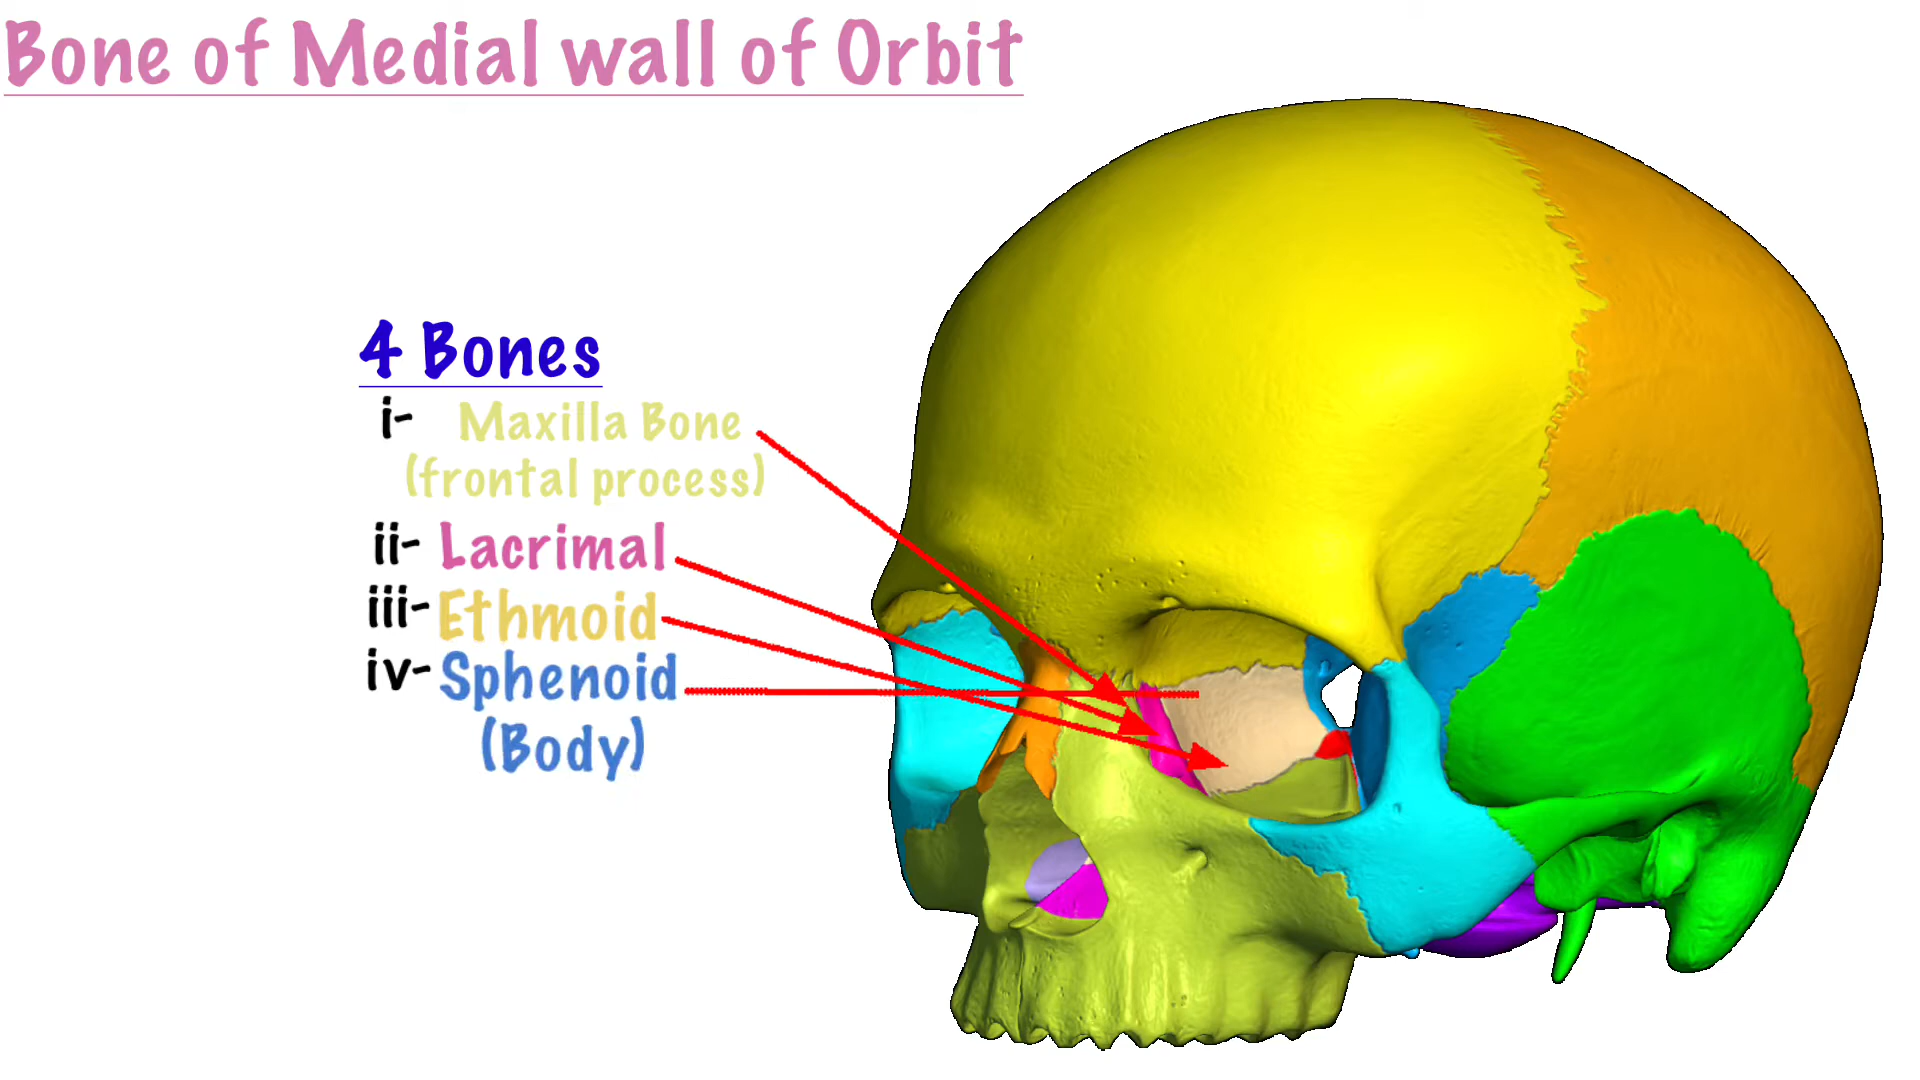 Bone of Medial wall of Orbit
4 Bones
i- Maxilla Bone
(frontal process)
ii- Lacrimal
iii- Ethmoid
iv- Sphenoid
(Body)